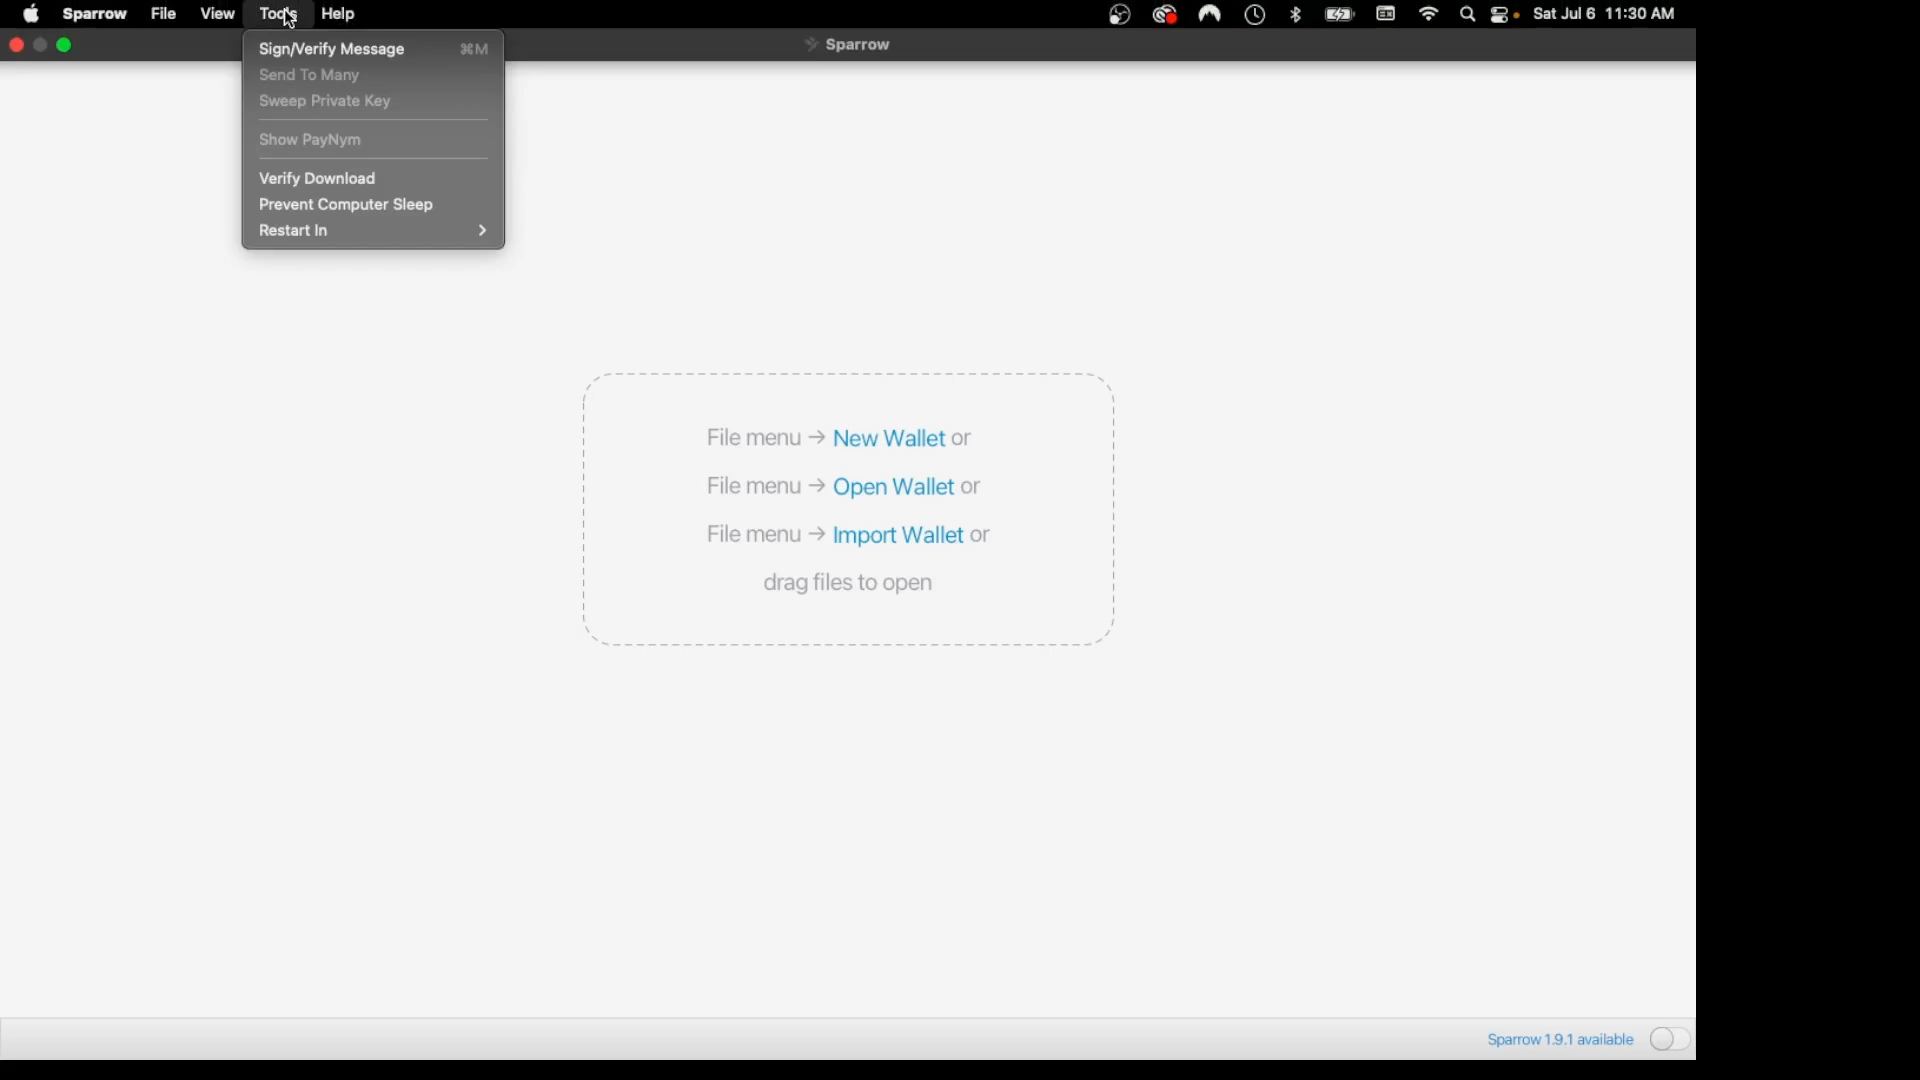 Sparrow File View Tools Help Sat Jul 6 11:30 AM
Sparrow
Sign/Verify Message ⌘M
Send To Many
Sweep Private Key
Show PayNym
Verify Download
Prevent Computer Sleep
Restart In
File menu → New Wallet or
File menu → Open Wallet or
File menu → Import Wallet or
drag files to open
Sparrow 1.9.1 available